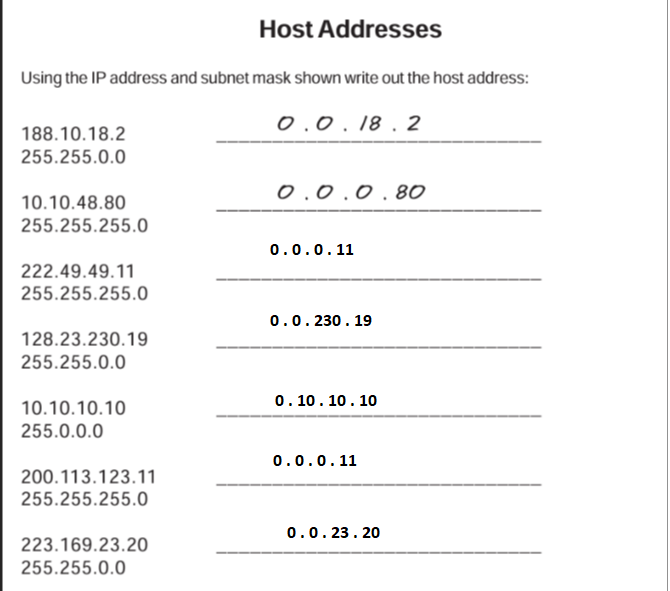 Host Addresses
Using the IP address and subnet mask shown write out the host address:
188.10.18.2
0 . 0 . 18 . 2
255.255.0.0
10.10.48.80
0 . 0 . 0 . 80
255.255.255.0
222.49.49.11
0 . 0 . 0 . 11
255.255.255.0
128.23.230.19
0 . 0 . 230 . 19
255.255.0.0
10.10.10.10
0 . 10 . 10 . 10
255.0.0.0
200.113.123.11
0 . 0 . 0 . 11
255.255.255.0
223.169.23.20
0 . 0 . 23 . 20
255.255.0.0